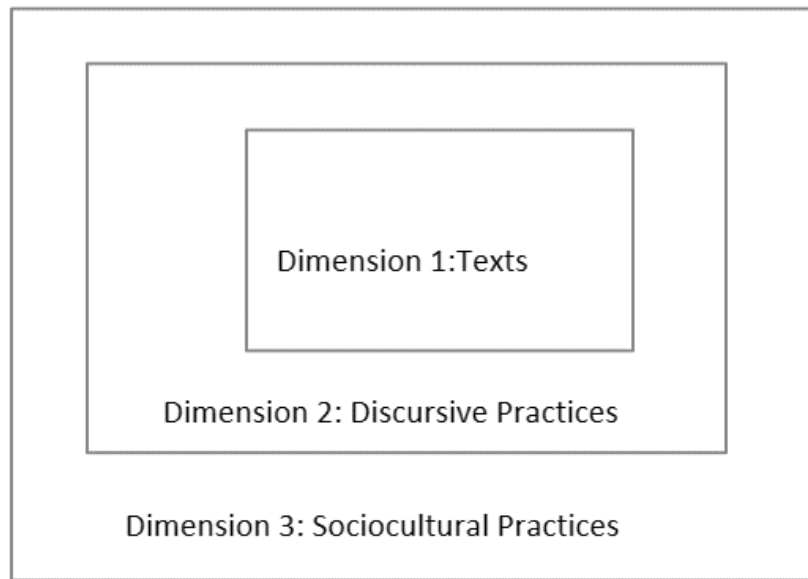 Dimension 1:Texts
Dimension 2: Discursive Practices
Dimension 3: Sociocultural Practices